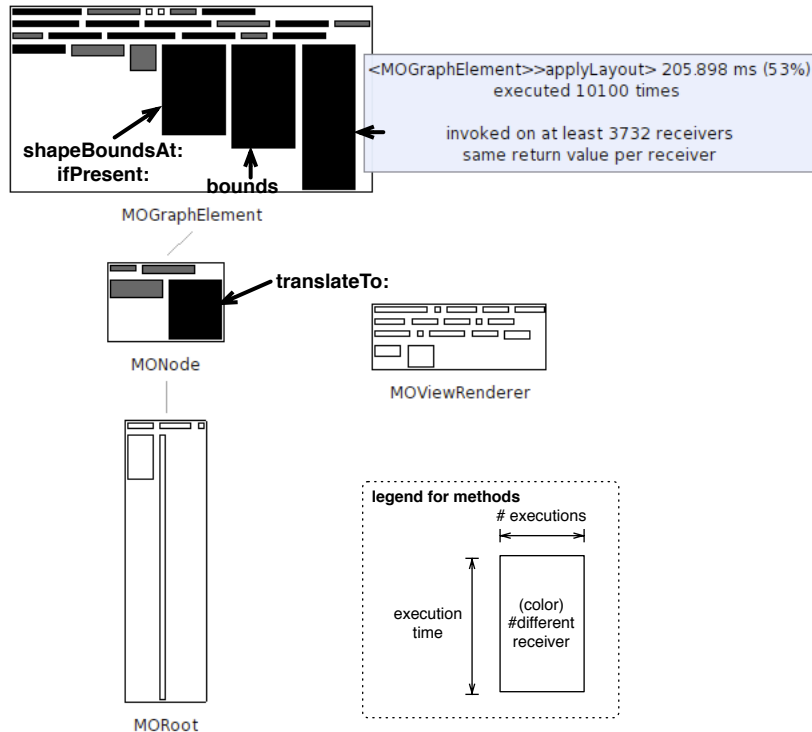 <MOGraphElement>>applyLayout> 205.898 ms (53%)
executed 10100 times
invoked on at least 3732 receivers
same return value per receiver
shapeBoundsAt:
ifPresent:
bounds
MOGraphElement
translateTo:
MONode
MOViewRenderer
legend for methods
# executions
execution
time
(color)
#different
receiver
MORoot